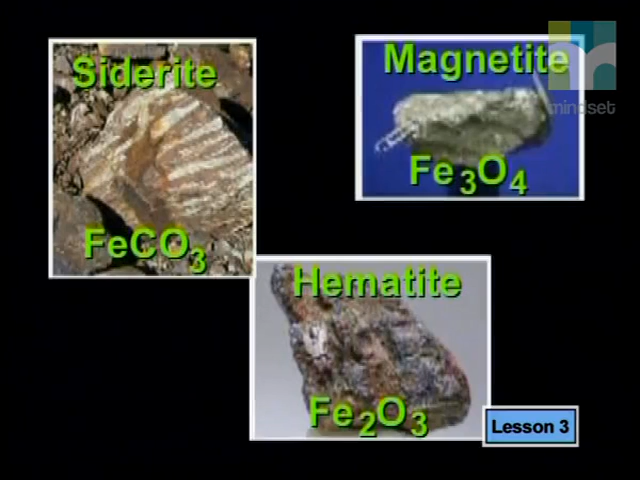 Siderite
FeCO3
Magnetite
mindset
Fe3O4
Hematite
Fe2O3
Lesson 3